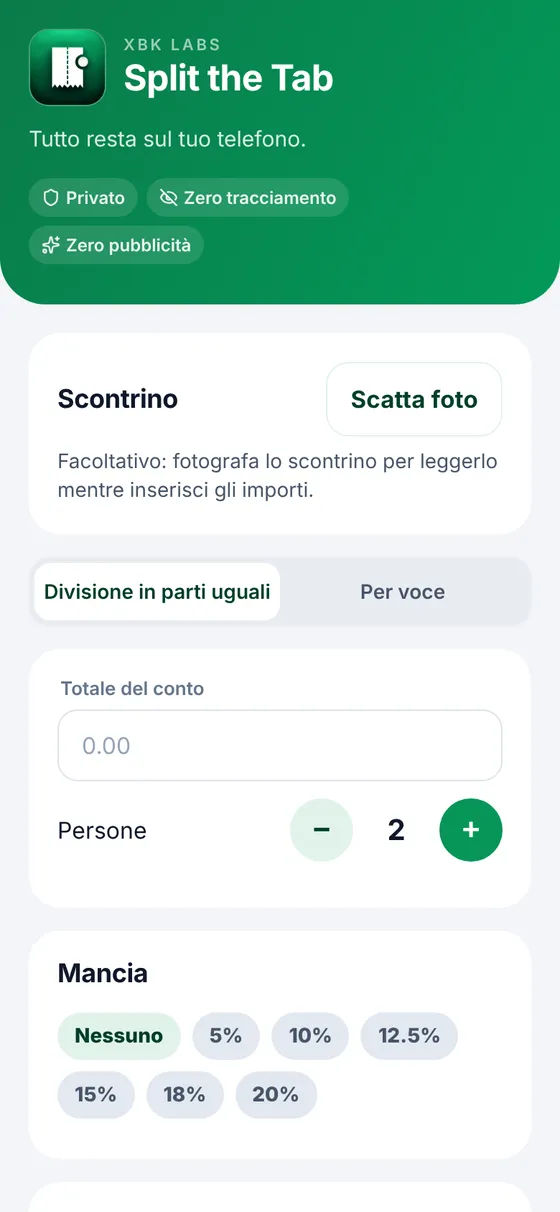 XBK LABS
Split the Tab
Tutto resta sul tuo telefono.
Privato
Zero tracciamento
Zero pubblicità
Scontrino
Scatta foto
Facoltativo: fotografa lo scontrino per leggerlo
mentre inserisci gli importi.
Divisione in parti uguali
Per voce
Totale del conto
0.00
Persone
−
2
+
Mancia
Nessuno
5%
10%
12.5%
15%
18%
20%